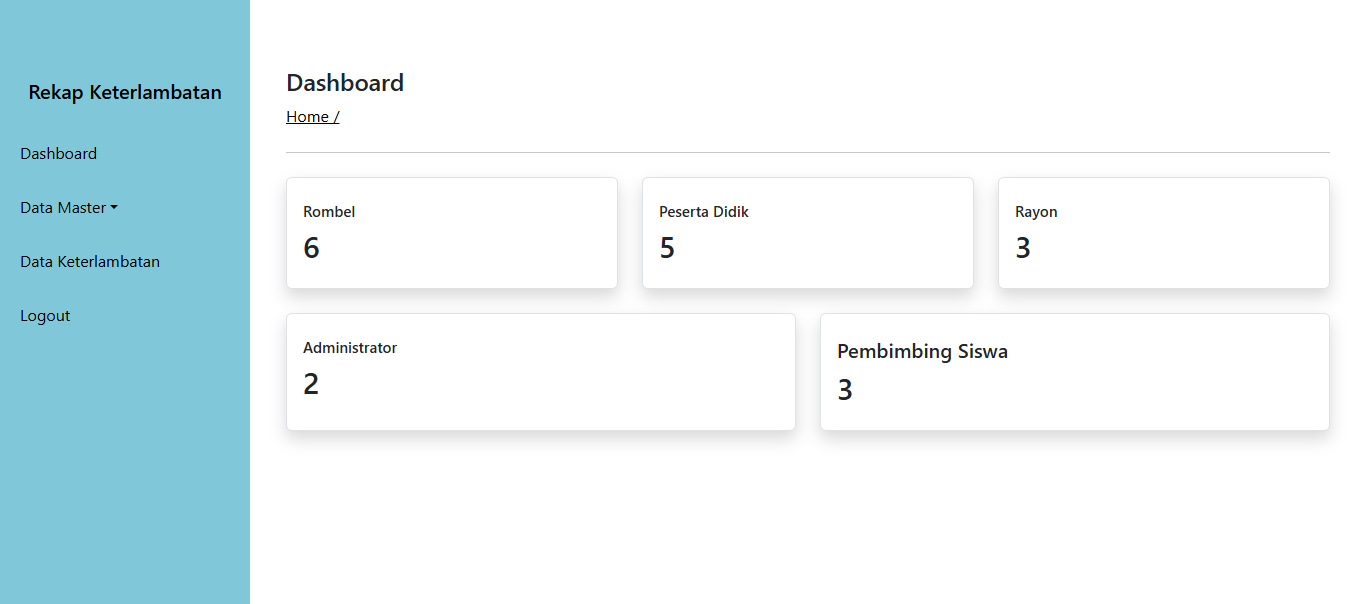 Rekap Keterlambatan
Dashboard
Data Master
Data Keterlambatan
Logout
Dashboard
Home /
Rombel
6
Peserta Didik
5
Rayon
3
Administrator
2
Pembimbing Siswa
3